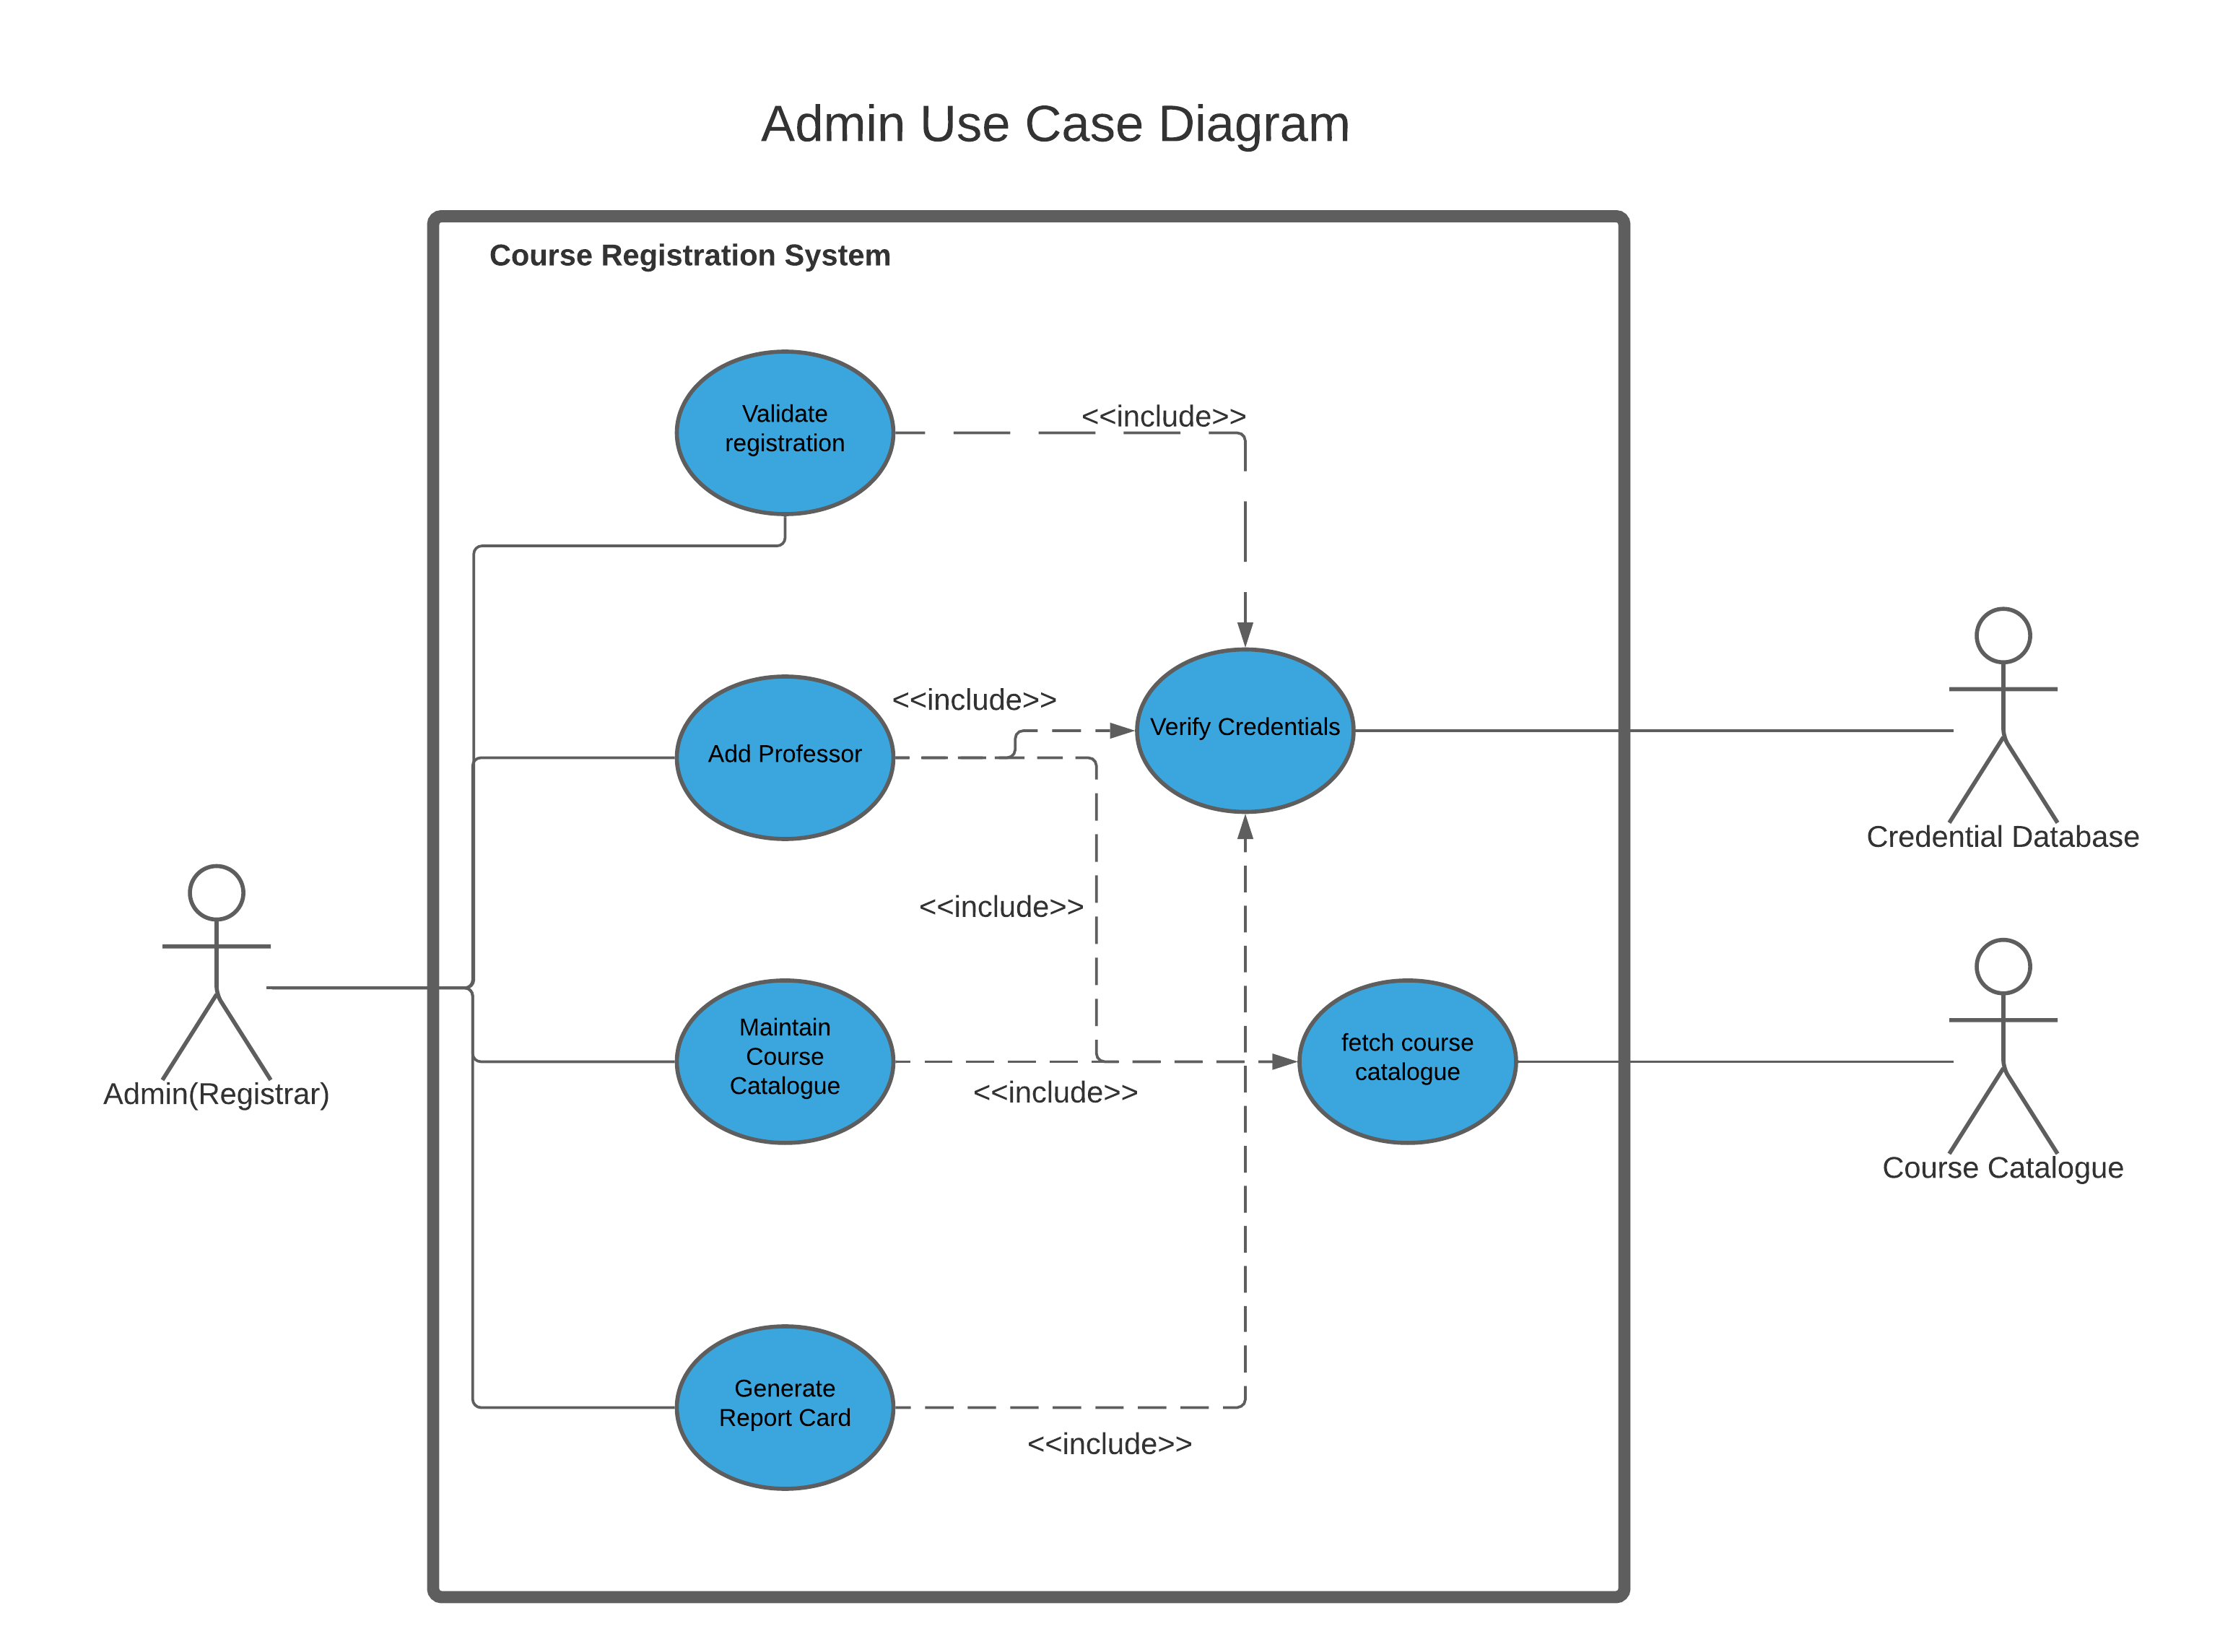 Admin Use Case Diagram
Course Registration System
Validate
registration
<<include>>
Add Professor
<<include>>
Verify Credentials
Credential Database
<<include>>
Maintain
Course
Catalogue
<<include>>
fetch course
catalogue
Admin(Registrar)
Course Catalogue
Generate
Report Card
<<include>>